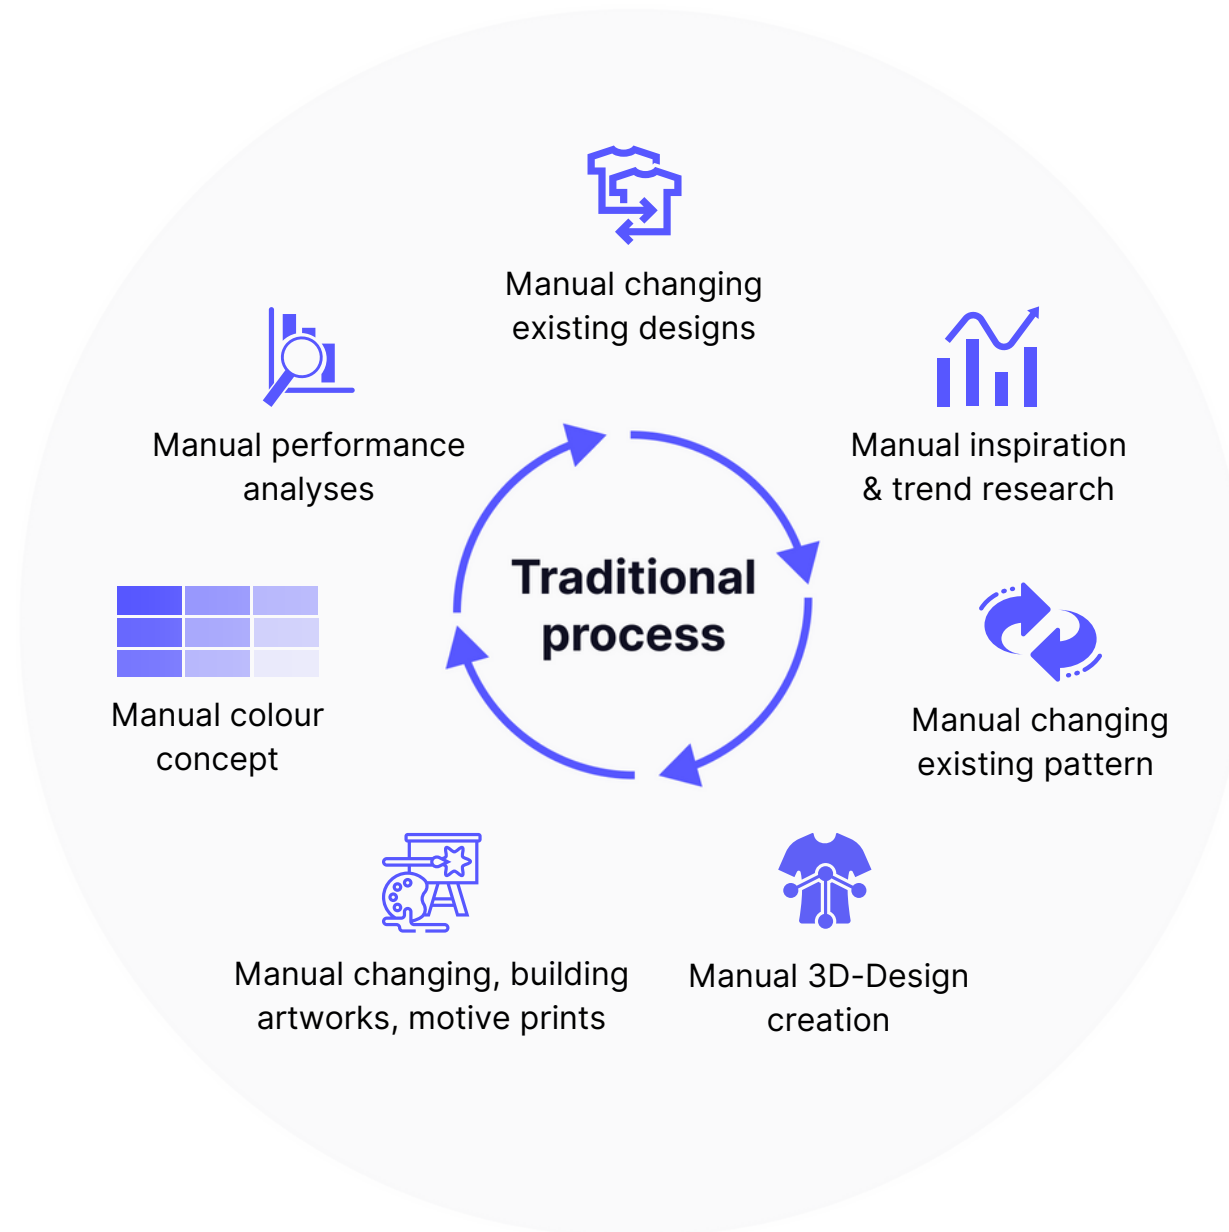 Manual changing
existing designs
Manual inspiration
& trend research
Manual changing
existing pattern
Manual 3D-Design
creation
Manual changing, building
artworks, motive prints
Manual colour
concept
Manual performance
analyses
Traditional
process